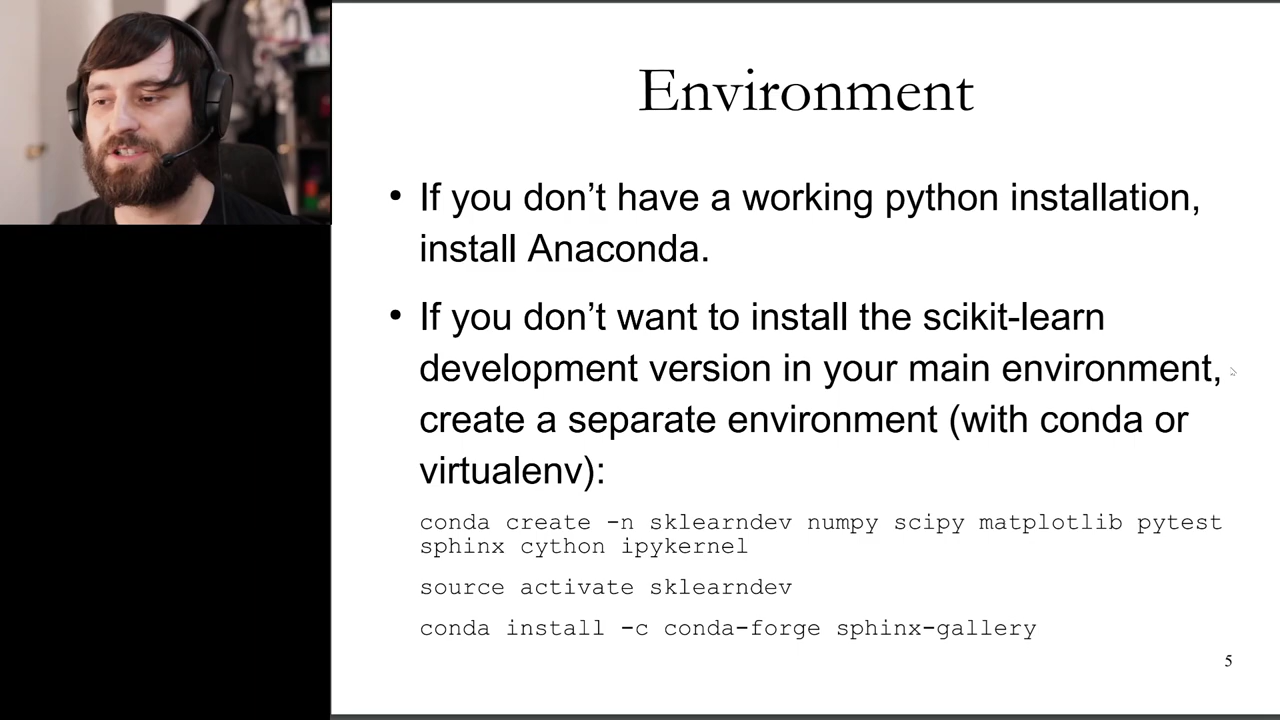 Environment
• If you don’t have a working python installation,
install Anaconda.
• If you don’t want to install the scikit-learn
development version in your main environment,
create a separate environment (with conda or
virtualenv):
conda create -n sklearndev numpy scipy matplotlib pytest
sphinx cython ipykernel
source activate sklearndev
conda install -c conda-forge sphinx-gallery
5